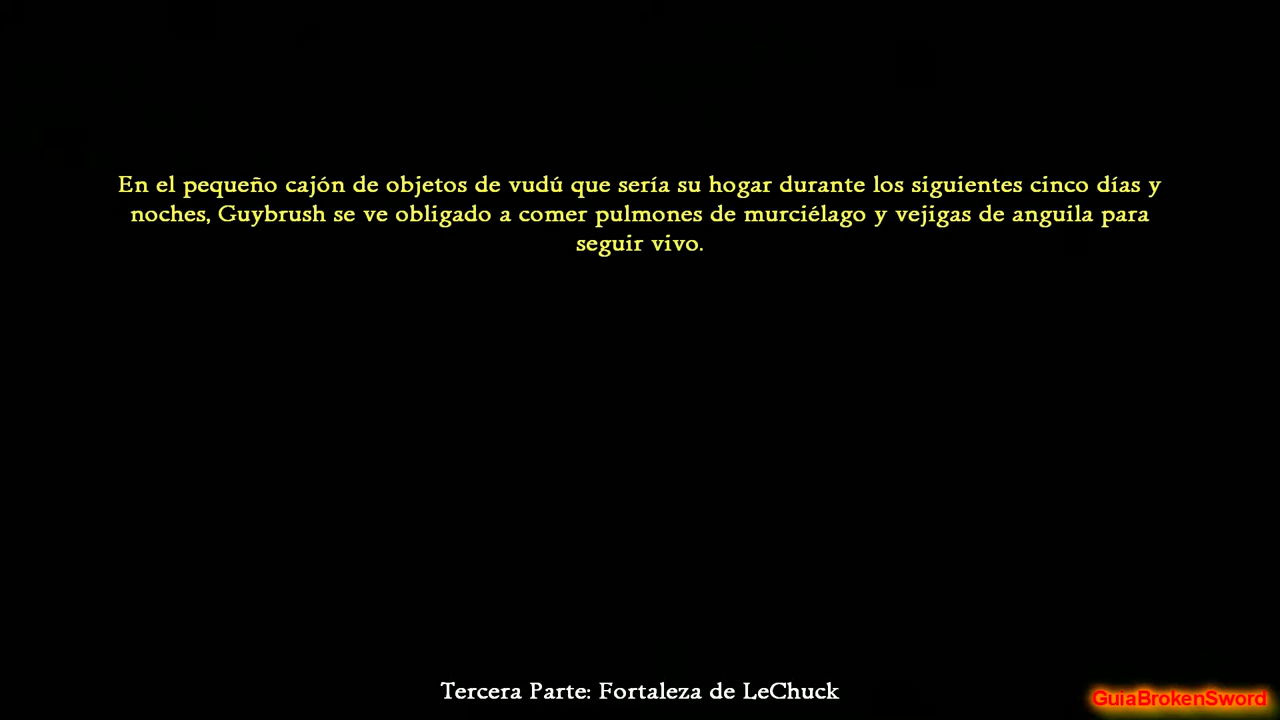 En el pequeño cajón de objetos de vudú que sería su hogar durante los siguientes cinco días y
noches, Guybrush se ve obligado a comer pulmones de murciélago y vejigas de anguila para
seguir vivo.
Tercera Parte: Fortaleza de LeChuck
GuiaBrokenSword